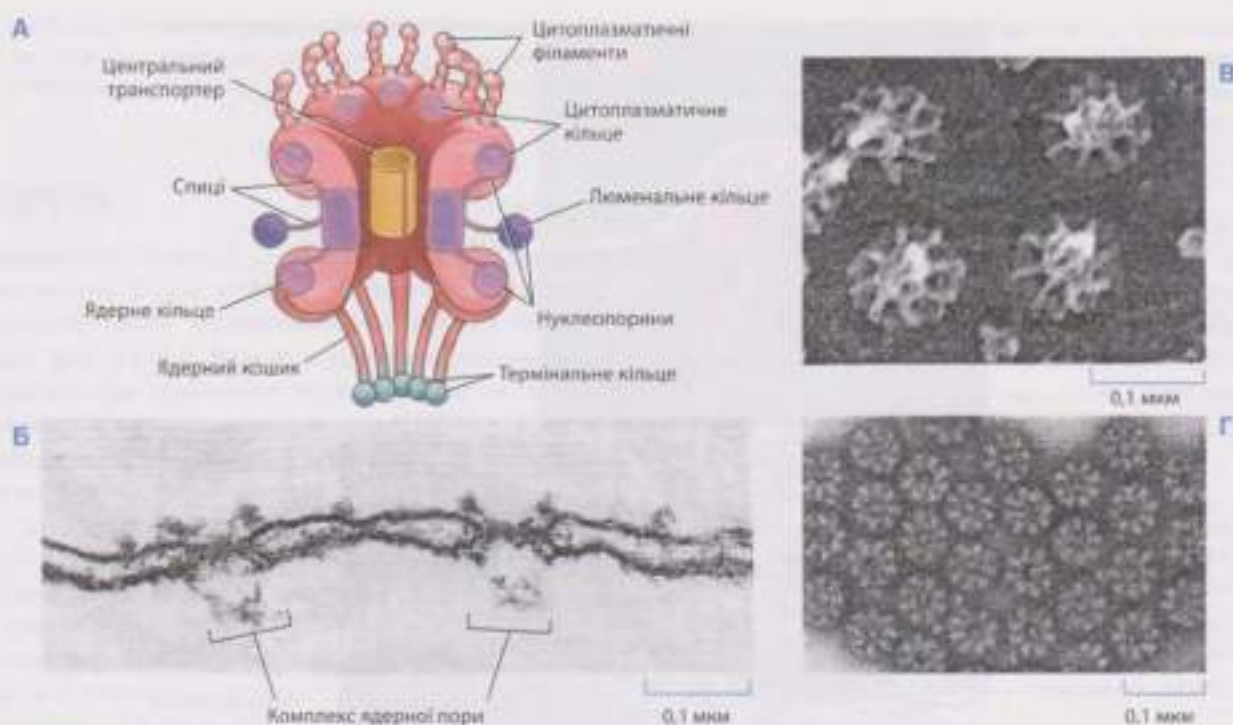 А
Цитоплазматичні
філаменти
Центральний
транспортер
Цитоплазматичне
кільце
Спиці
Люменальне кільце
Ядерне кільце
Нуклеопорини
Ядерний кошик
Термінальне кільце
В
0,1 мкм
Б
Комплекс ядерної пори
0,1 мкм
Г
0,1 мкм